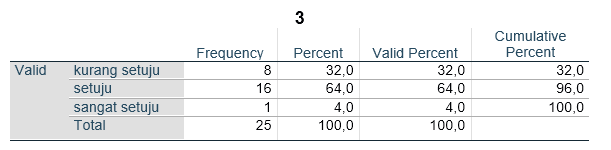 3
Frequency Percent Valid Percent Cumulative Percent
Valid kurang setuju 8 32,0 32,0 32,0
setuju 16 64,0 64,0 96,0
sangat setuju 1 4,0 4,0 100,0
Total 25 100,0 100,0